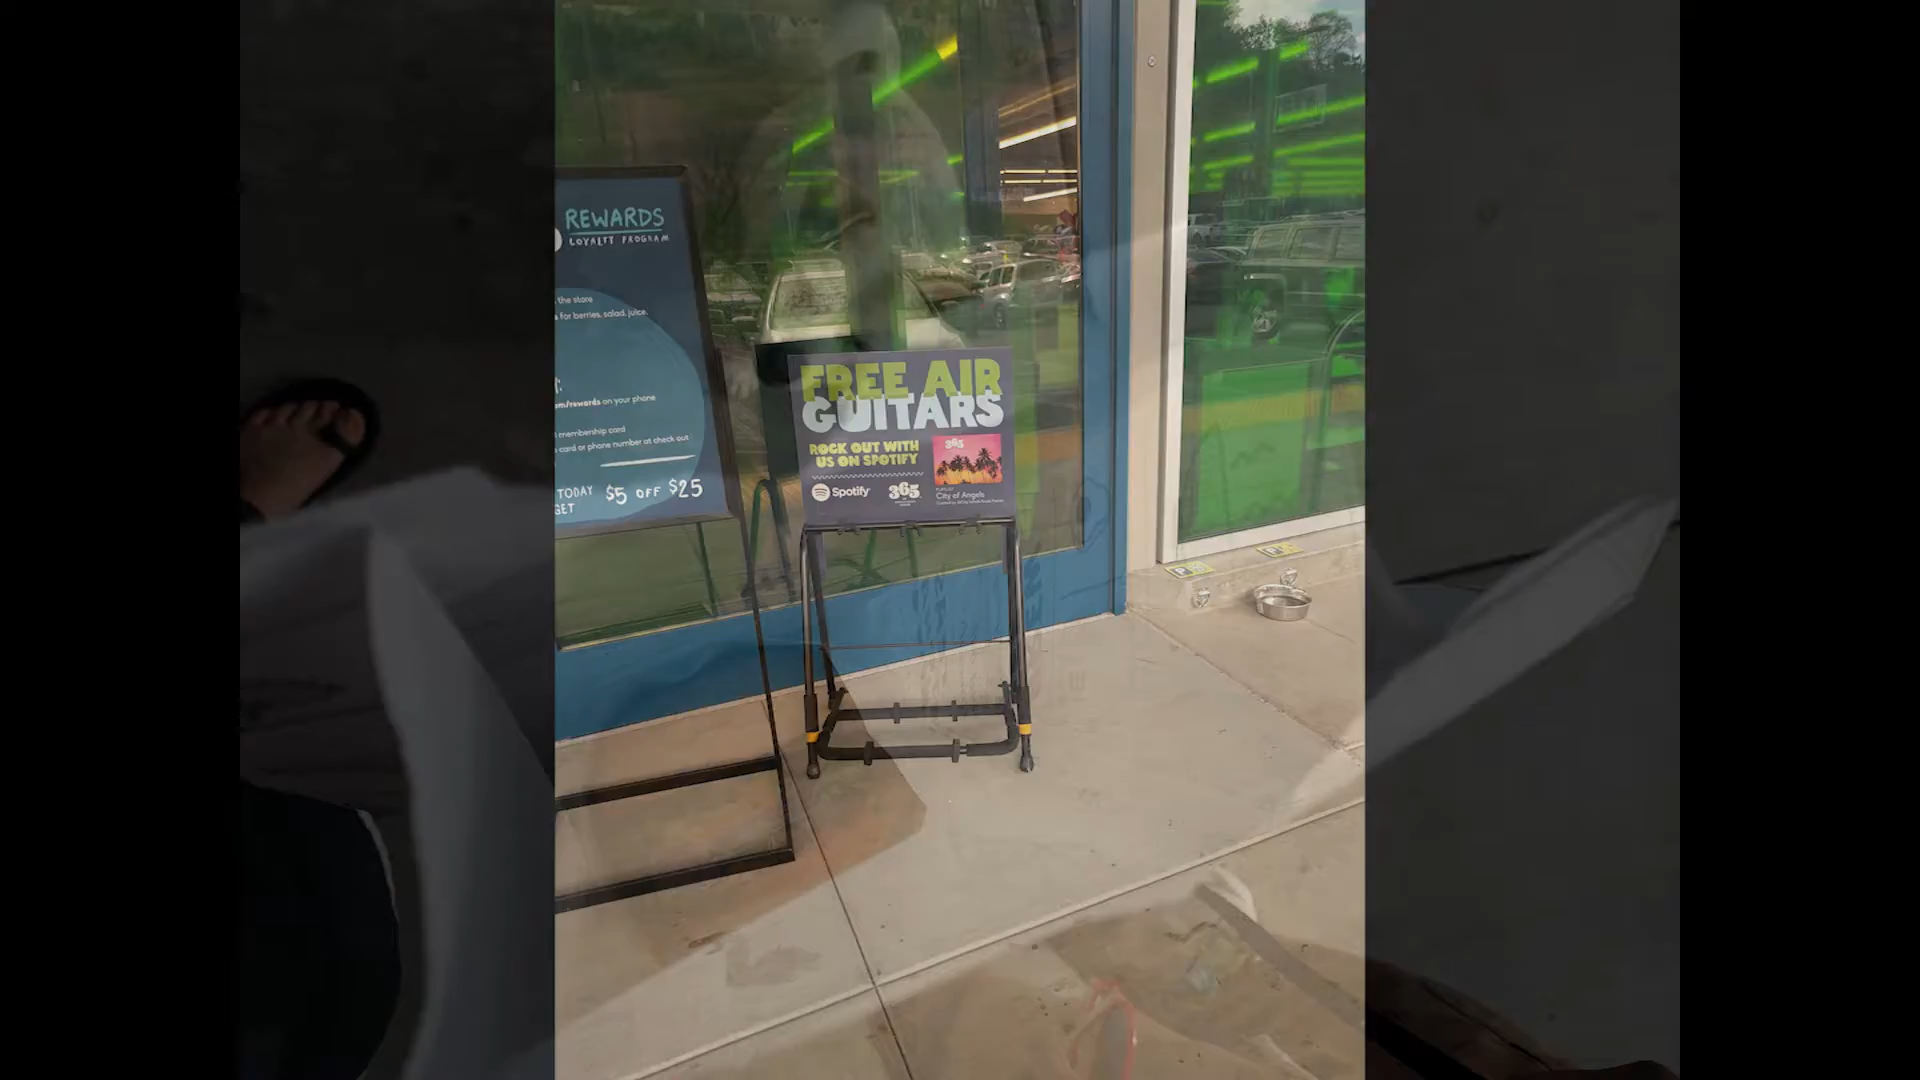 REWARDS
LOYALTY PROGRAM
the store
for berries, salad, juice.
/rewards on your phone
membership card
card or phone number at check out
TODAY $5 OFF $25
GET
FREE AIR
GUITARS
ROCK OUT WITH
US ON SPOTIFY
Spotify
365
365
City of Angels
P
P